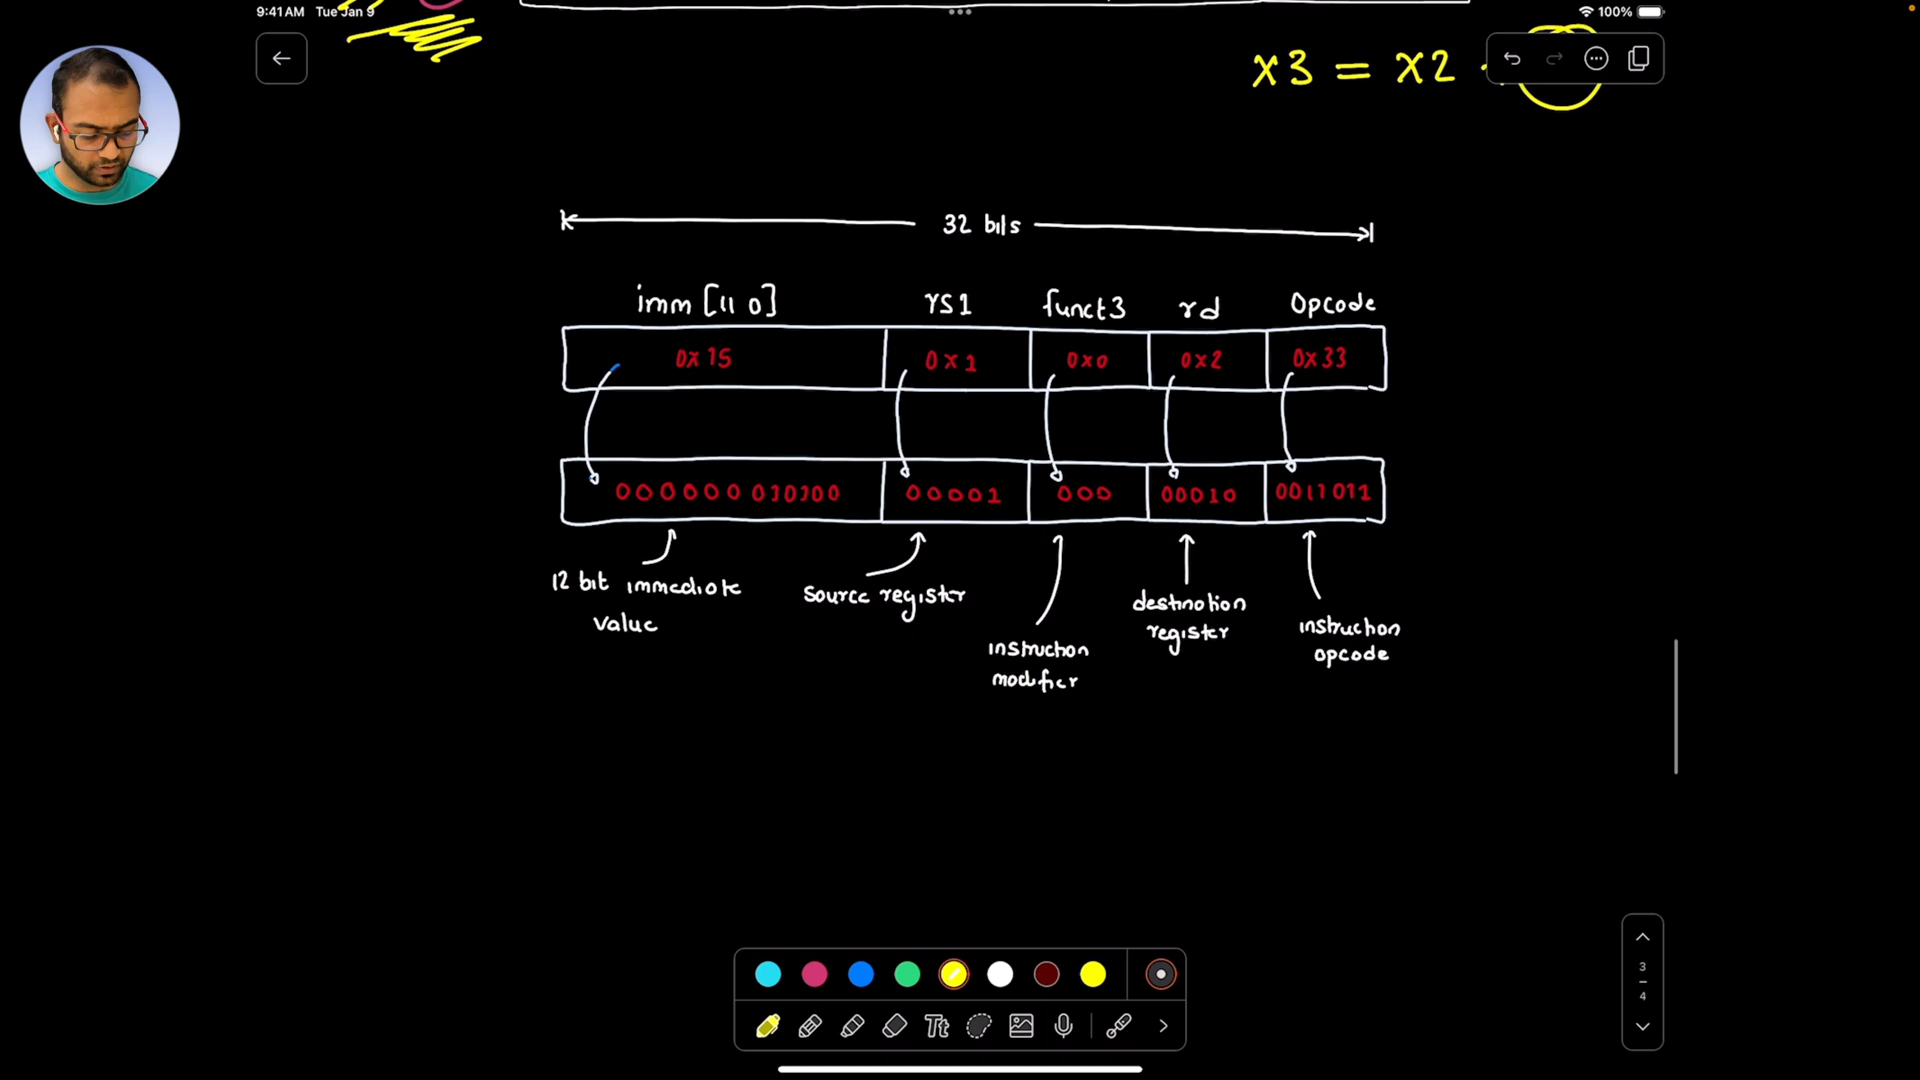 9:41 AM Tue Jan 9
100%
x3 = x2
32 bits
imm [11 0] rs1 funct3 rd Opcode
0x15 0x1 0x0 0x2 0x33
000000 010100 00001 000 00010 0011011
12 bit immediate value
source register
instruction modifier
destination register
instruction opcode
Tt
3
4